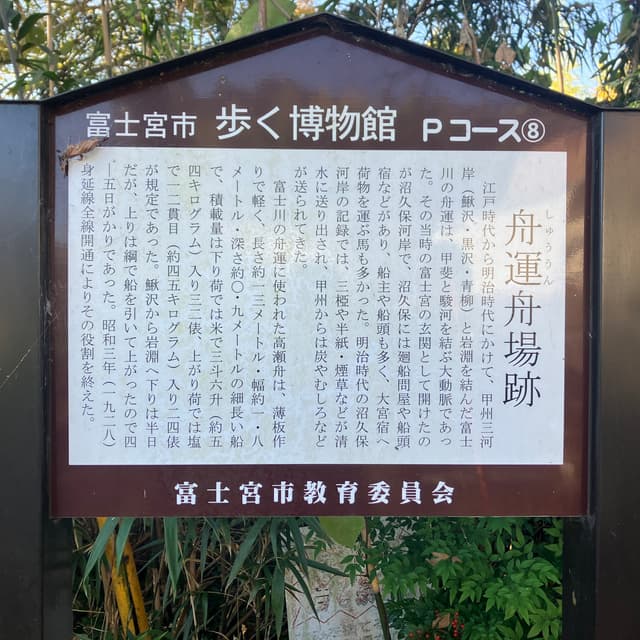 富士宮市 歩く博物館 Pコース⑧
しゅううん
舟運舟場跡
江戸時代から明治時代にかけて、甲州三河
岸（鰍沢・黒沢・青柳）と岩淵を結んだ富士
川の舟運は、甲斐と駿河を結ぶ大動脈であっ
た。その当時の富士宮の玄関として開けたの
が沼久保河岸で、沼久保には廻船問屋や船頭
宿などがあり、船主や船頭も多く、大宮宿へ
荷物を運ぶ馬も多かった。明治時代の沼久保
河岸の記録では、三椏や半紙・煙草などが清
水に送り出され、甲州からは炭やむしろなど
が送られてきた。
富士川の舟運に使われた高瀬舟は、薄板作
りで軽く、長さ約一三メートル・幅約一・八
メートル・深さ約〇・九メートルの細長い船
で、積載量は下り荷では米で三斗六升（約五
四キログラム）入り三三俵、上がり荷では塩
で一二貫目（約四五キログラム）入り二四俵
が規定であった。鰍沢から岩淵へ下りは半日
だが、上りは綱で船を引いて上がったので四
―五日がかりであった。昭和三年（一九二八）
身延線全線開通によりその役割を終えた。
富士宮市教育委員会